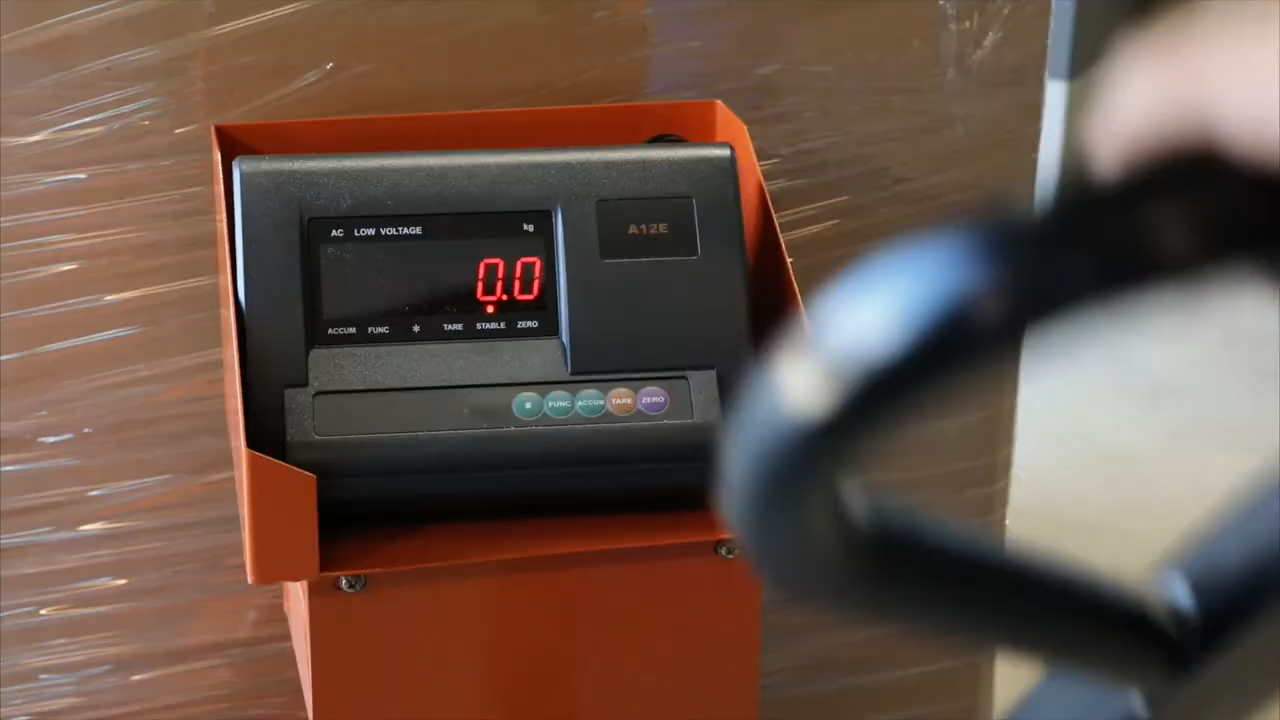 AC LOW VOLTAGE kg
A12E
0.0
ACCUM FUNC * TARE STABLE ZERO
# FUNC ACCUM TARE ZERO